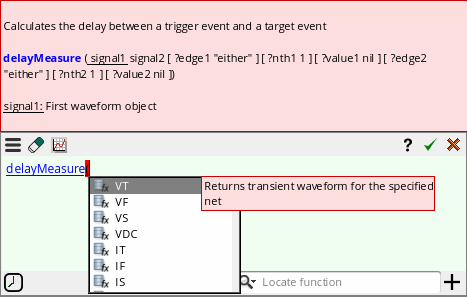 Calculates the delay between a trigger event and a target event
delayMeasure ( signal1 signal2 [ ?edge1 "either" ] [ ?nth1 1 ] [ ?value1 nil ] [ ?edge2
"either" ] [ ?nth2 1 ] [ ?value2 nil ])
signal1: First waveform object
delayMeasure(
VT
Returns transient waveform for the specified
net
VF
VS
VDC
IT
IF
IS
Locate function